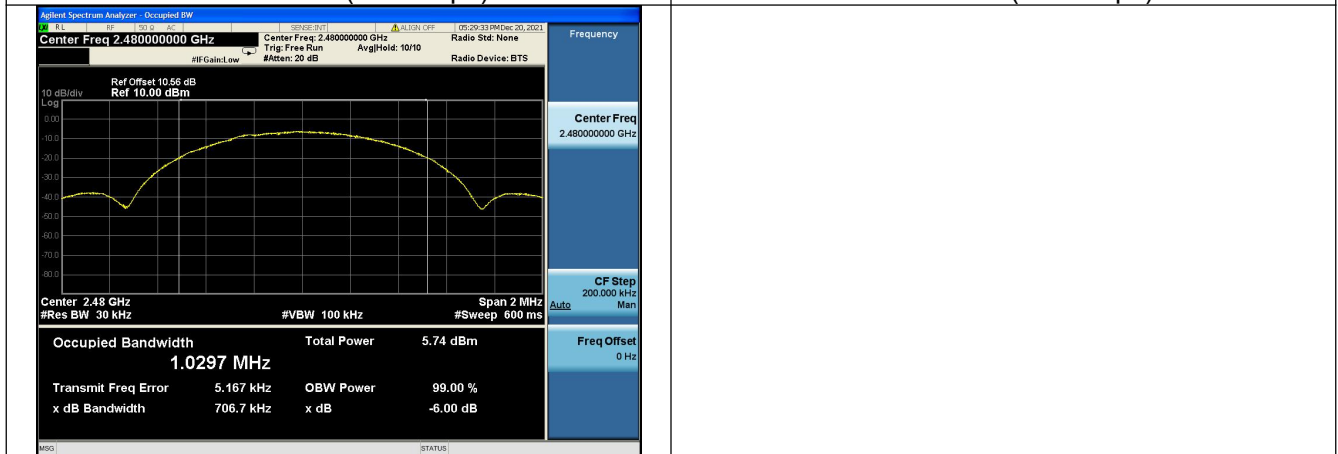 Agilent Spectrum Analyzer - Occupied BW
RL RF 50 Ω AC SENSE:INT ALIGN OFF 05:29:33 PM Dec 20, 2021
Center Freq 2.480000000 GHz Center Freq: 2.480000000 GHz Radio Std: None Frequency
Trig: Free Run Avg|Hold: 10/10
#IFGain:Low #Atten: 20 dB Radio Device: BTS
Ref Offset 10.56 dB
10 dB/div Ref 10.00 dBm
Log
0.00
-10.0
-20.0
-30.0
-40.0
-50.0
-60.0
-70.0
-80.0
Center Freq
2.480000000 GHz
CF Step
200.000 kHz
Auto Man
Center 2.48 GHz Span 2 MHz
#Res BW 30 kHz #VBW 100 kHz #Sweep 600 ms
Freq Offset
0 Hz
Occupied Bandwidth Total Power 5.74 dBm
1.0297 MHz
Transmit Freq Error 5.167 kHz OBW Power 99.00 %
x dB Bandwidth 706.7 kHz x dB -6.00 dB
MSG STATUS